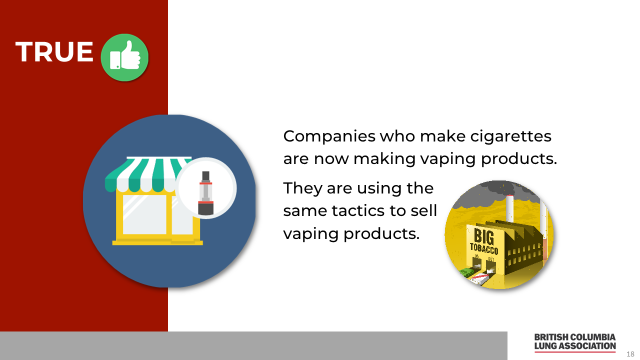 TRUE
Companies who make cigarettes
are now making vaping products.
They are using the
same tactics to sell
vaping products.
BIG
TOBACCO
BRITISH COLUMBIA
LUNG ASSOCIATION
18